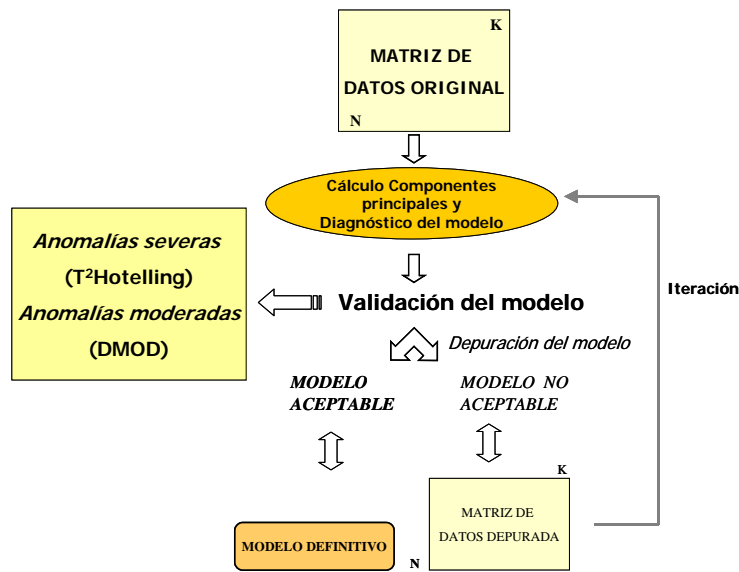 K
MATRIZ DE
DATOS ORIGINAL
N
Cálculo Componentes
principales y
Diagnóstico del modelo
Anomalías severas
(T²Hotelling)
Anomalías moderadas
(DMOD)
Validación del modelo
Iteración
Depuración del modelo
MODELO
ACEPTABLE
MODELO NO
ACEPTABLE
K
MATRIZ DE
DATOS DEPURADA
N
MODELO DEFINITIVO